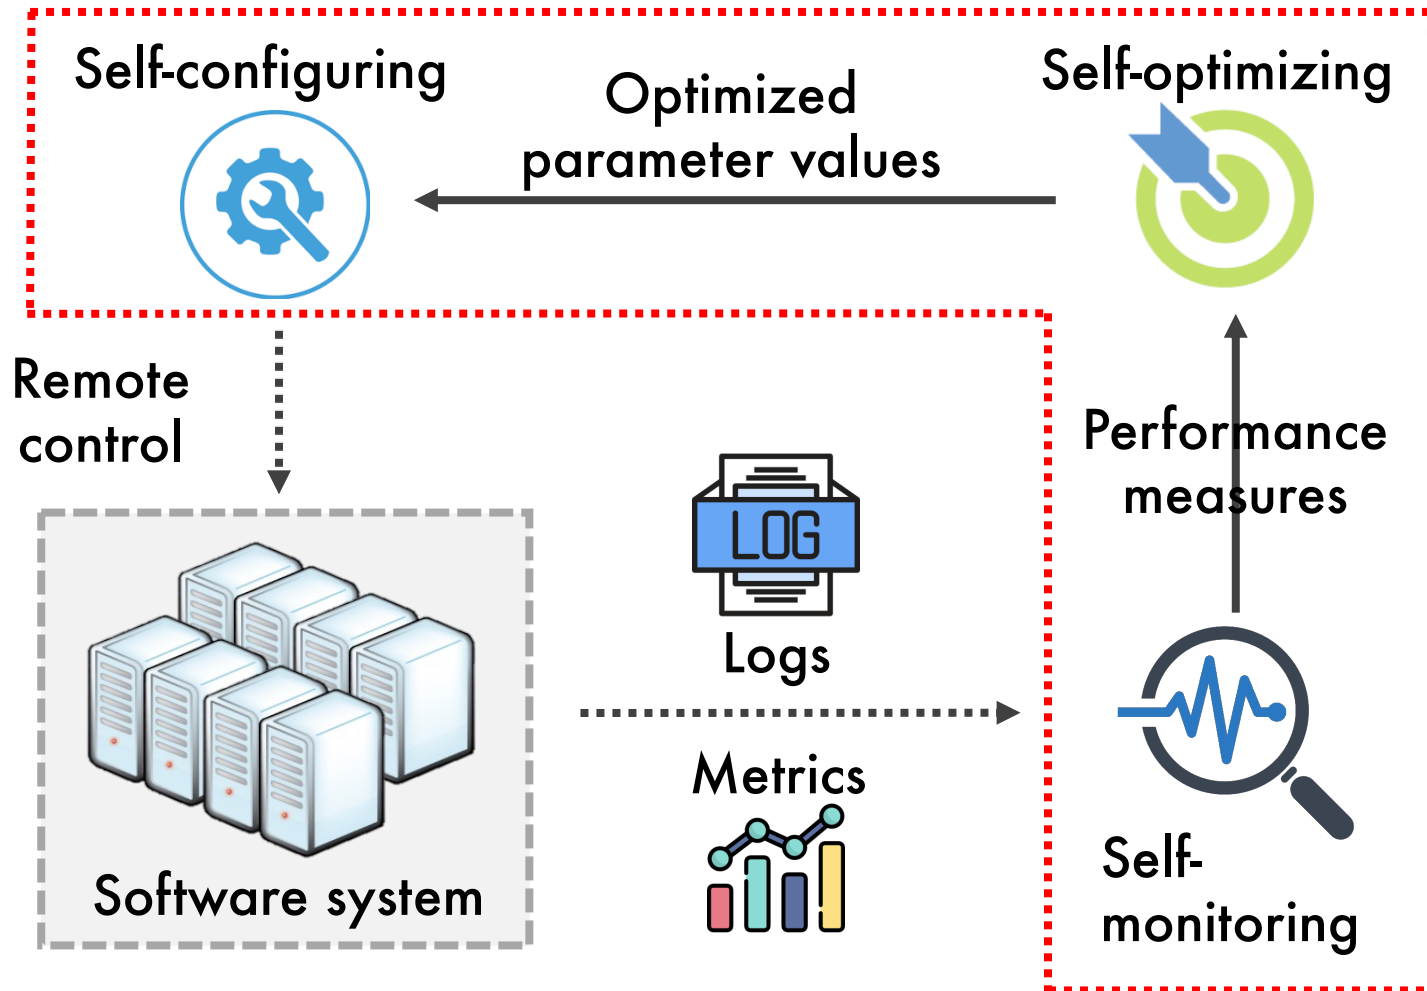 Self-configuring
Optimized
parameter values
Self-optimizing
Remote
control
Performance
measures
LOG
Logs
Metrics
Software system
Self-
monitoring